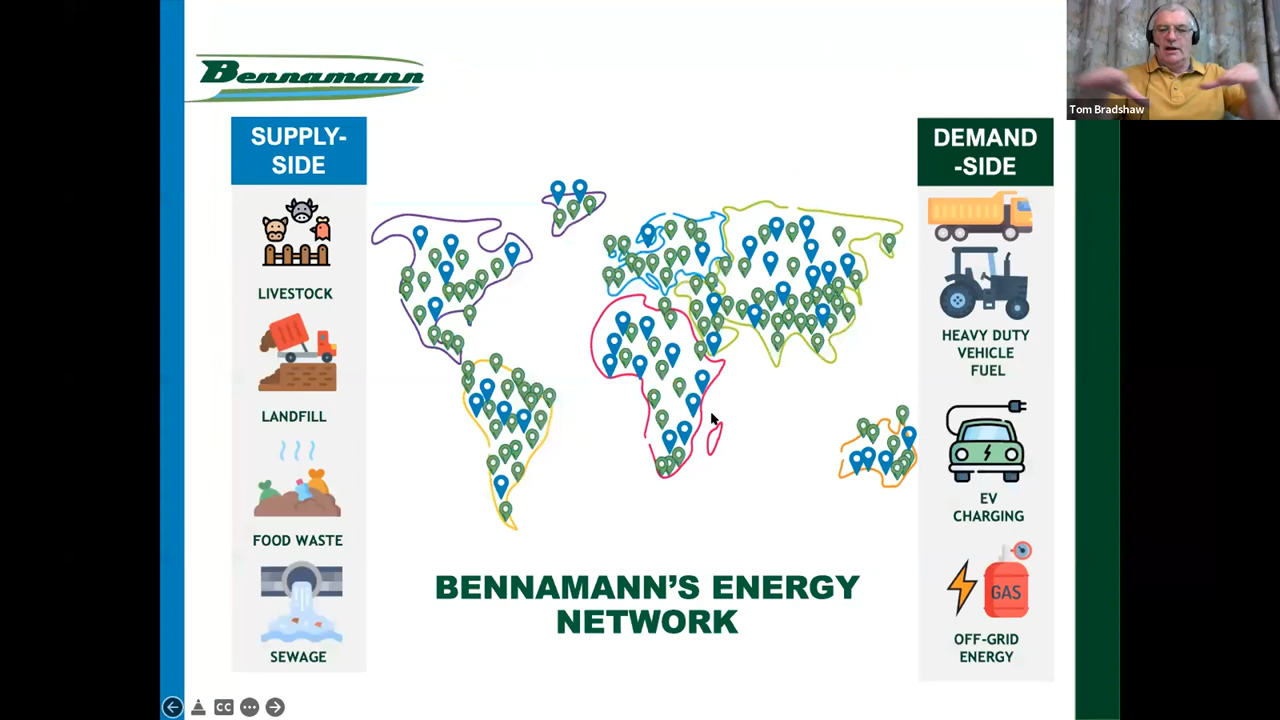 Bennamann
Tom Bradshaw
SUPPLY-
SIDE
LIVESTOCK
LANDFILL
FOOD WASTE
SEWAGE
BENNAMANN'S ENERGY
NETWORK
DEMAND
-SIDE
HEAVY DUTY
VEHICLE
FUEL
EV
CHARGING
GAS
OFF-GRID
ENERGY
CC